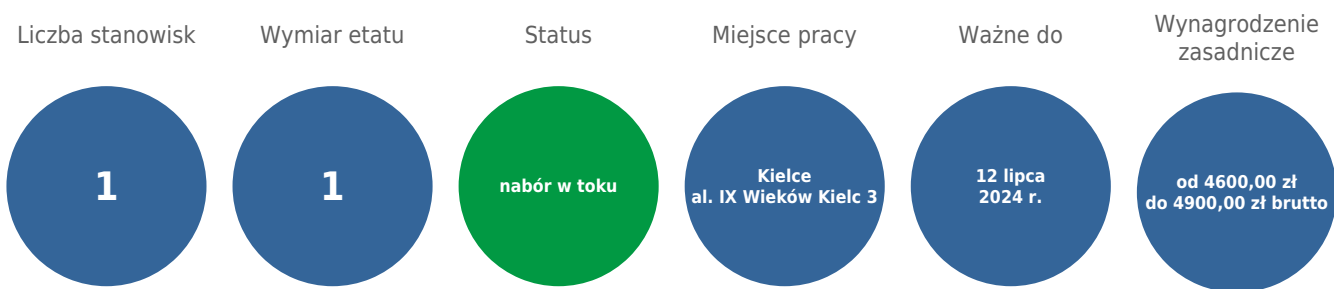 Liczba stanowisk
1
Wymiar etatu
1
Status
nabór w toku
Miejsce pracy
Kielce
al. IX Wieków Kielc 3
Ważne do
12 lipca
2024 r.
Wynagrodzenie
zasadnicze
od 4600,00 zł
do 4900,00 zł brutto